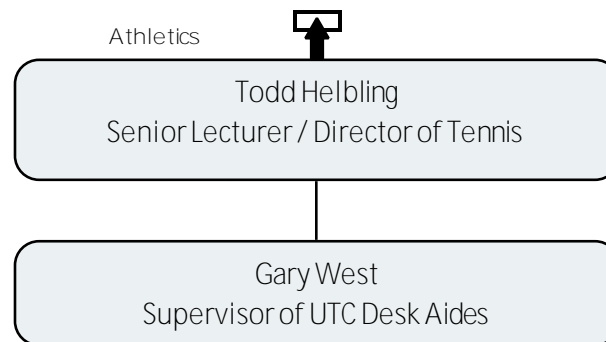 Athletics
Todd Helbling
Senior Lecturer / Director of Tennis
Gary West
Supervisor of UTC Desk Aides